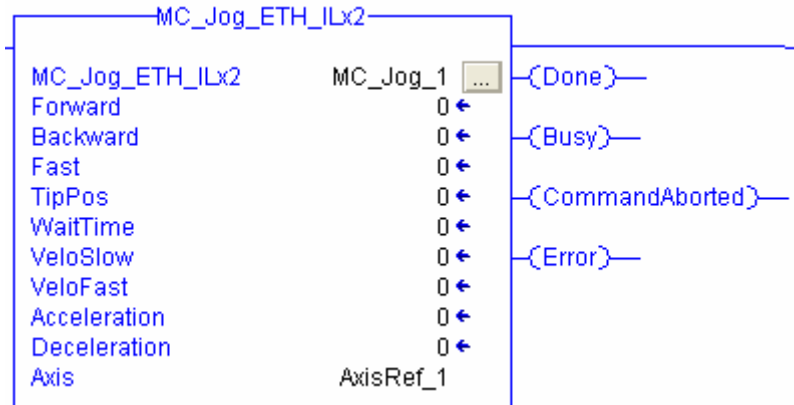 MC_Jog_ETH_ILx2
MC_Jog_ETH_ILx2 MC_Jog_1 ... (Done)
Forward 0
Backward 0 (Busy)
Fast 0
TipPos 0 (CommandAborted)
WaitTime 0
VeloSlow 0 (Error)
VeloFast 0
Acceleration 0
Deceleration 0
Axis AxisRef_1